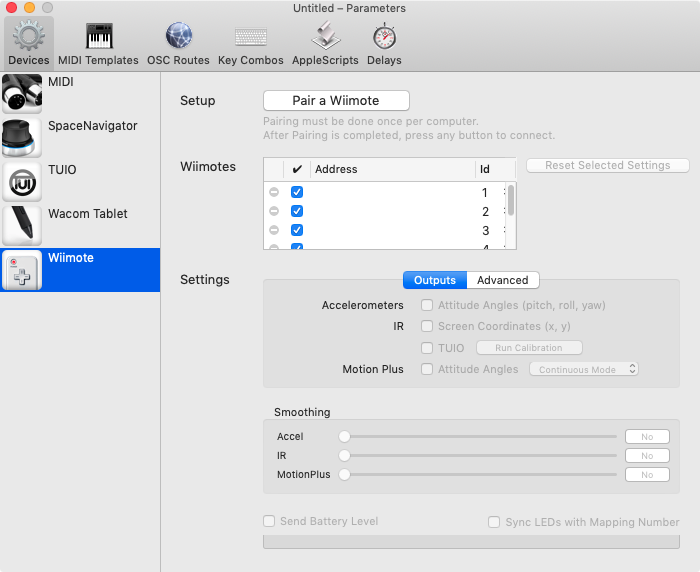 Untitled – Parameters
Devices MIDI Templates OSC Routes Key Combos AppleScripts Delays
MIDI
SpaceNavigator
TUIO
Wacom Tablet
Wiimote
Setup Pair a Wiimote
Pairing must be done once per computer.
After Pairing is completed, press any button to connect.
Wiimotes ✔ Address Id Reset Selected Settings
1
2
3
4
Settings Outputs Advanced
Accelerometers Attitude Angles (pitch, roll, yaw)
IR Screen Coordinates (x, y)
TUIO Run Calibration
Motion Plus Attitude Angles Continuous Mode
Smoothing
Accel No
IR No
MotionPlus No
Send Battery Level Sync LEDs with Mapping Number